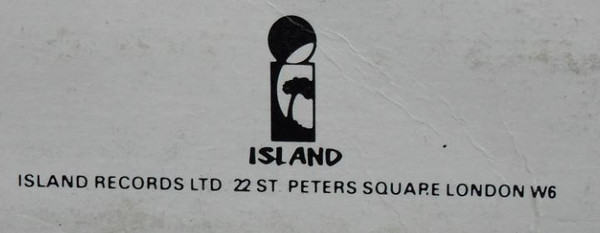 ISLAND
ISLAND RECORDS LTD 22 ST. PETERS SQUARE LONDON W6